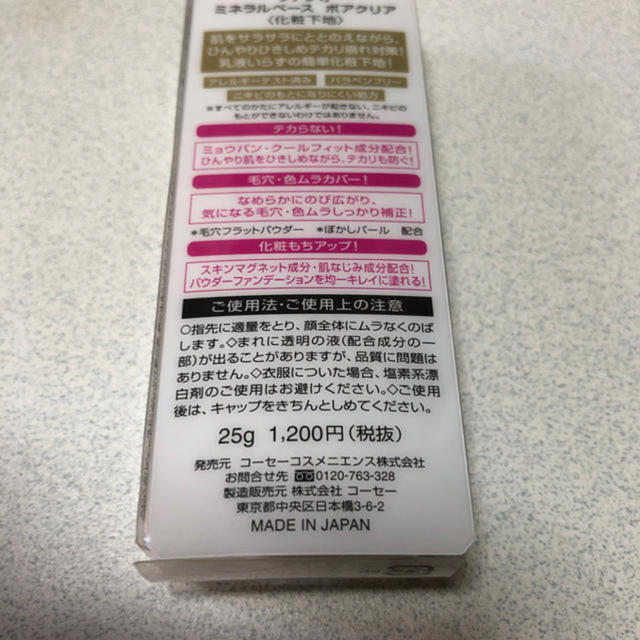 ミネラルベース ポアクリア
〈化粧下地〉
肌をサラサラにととのえながら、
ひんやりひきしめテカリ崩れ対策!
乳液いらずの簡単化粧下地!
アレルギーテスト済み パラベンフリー
ニキビのもとになりにくい処方
＊すべてのかたにアレルギーが起きない、ニキビの
もとができないわけではありません。
テカらない!
ミョウバン・クールフィット成分配合!
ひんやり肌をひきしめながら、テカリも防ぐ!
毛穴・色ムラカバー!
なめらかにのび広がり、
気になる毛穴・色ムラしっかり補正!
＊毛穴フラットパウダー ＊ぼかしパール 配合
化粧もちアップ!
スキンマグネット成分・肌なじみ成分配合!
パウダーファンデーションを均一キレイに塗れる!
ご使用法・ご使用上の注意
○指先に適量をとり、顔全体にムラなくのば
します。◇まれに透明の液(配合成分の一
部)が出ることがありますが、品質に問題は
ありません。◇衣服についた場合、塩素系漂
白剤のご使用はお避けください。◇ご使用
後は、キャップをきちんとしめてください。
25g 1,200円(税抜)
発売元 コーセーコスメニエンス株式会社
お問合せ先 0120-763-328
製造販売元 株式会社 コーセー
東京都中央区日本橋3-6-2
MADE IN JAPAN